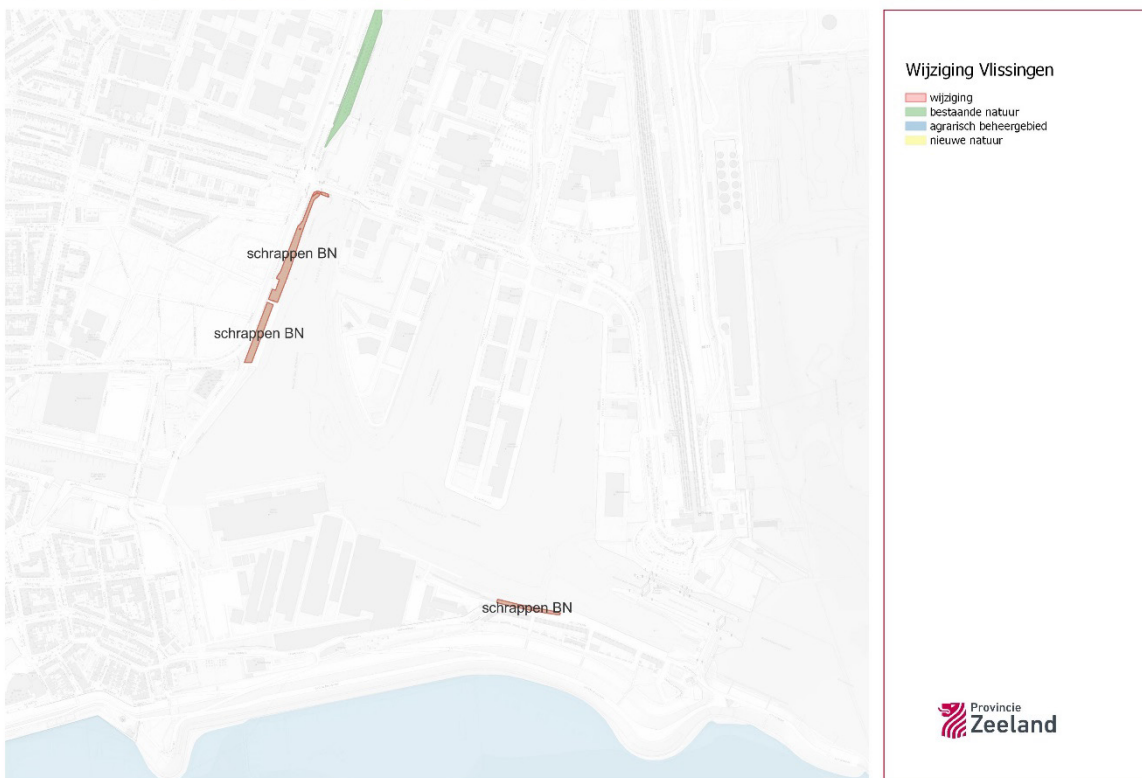 Wijziging Vlissingen
wijziging
bestaande natuur
agrarisch beheergebied
nieuwe natuur
schrappen BN
schrappen BN
schrappen BN
Provincie
Zeeland